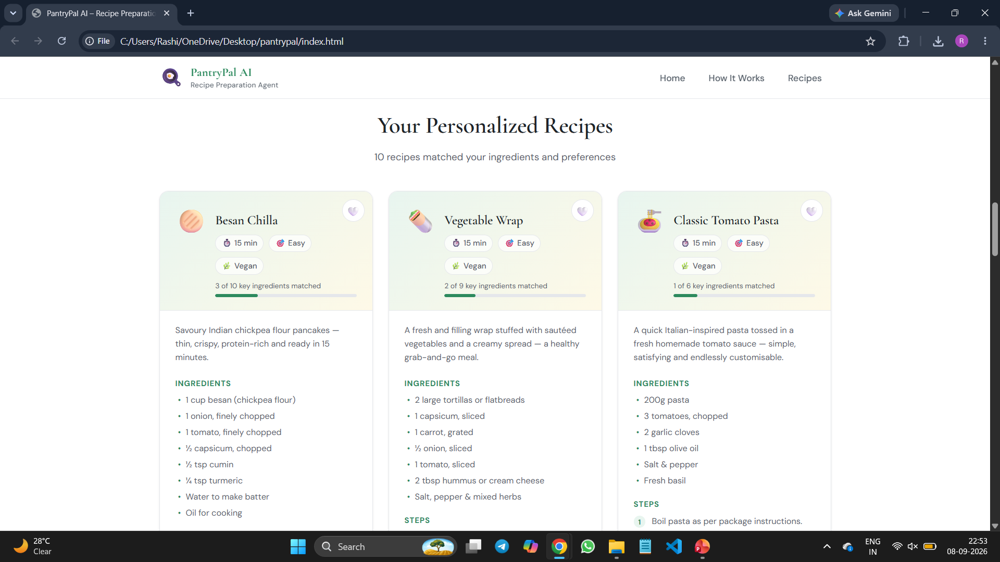 PantryPal AI – Recipe Preparatio
Ask Gemini
File
C:/Users/Rashi/OneDrive/Desktop/pantrypal/index.html
R
PantryPal AI
Recipe Preparation Agent
Home
How It Works
Recipes
Your Personalized Recipes
10 recipes matched your ingredients and preferences
Besan Chilla
15 min
Easy
Vegan
3 of 10 key ingredients matched
Savoury Indian chickpea flour pancakes —
thin, crispy, protein-rich and ready in 15
minutes.
INGREDIENTS
• 1 cup besan (chickpea flour)
• 1 onion, finely chopped
• 1 tomato, finely chopped
• ½ capsicum, chopped
• ½ tsp cumin
• ¼ tsp turmeric
• Water to make batter
• Oil for cooking
Vegetable Wrap
15 min
Easy
Vegan
2 of 9 key ingredients matched
A fresh and filling wrap stuffed with sautéed
vegetables and a creamy spread — a healthy
grab-and-go meal.
INGREDIENTS
• 2 large tortillas or flatbreads
• 1 capsicum, sliced
• 1 carrot, grated
• ½ onion, sliced
• 1 tomato, sliced
• 2 tbsp hummus or cream cheese
• Salt, pepper & mixed herbs
STEPS
Classic Tomato Pasta
15 min
Easy
Vegan
1 of 6 key ingredients matched
A quick Italian-inspired pasta tossed in a
fresh homemade tomato sauce — simple,
satisfying and endlessly customisable.
INGREDIENTS
• 200g pasta
• 3 tomatoes, chopped
• 2 garlic cloves
• 1 tbsp olive oil
• Salt & pepper
• Fresh basil
STEPS
1 Boil pasta as per package instructions.
28°C
Clear
Search
P
ENG
IN
22:53
08-09-2026